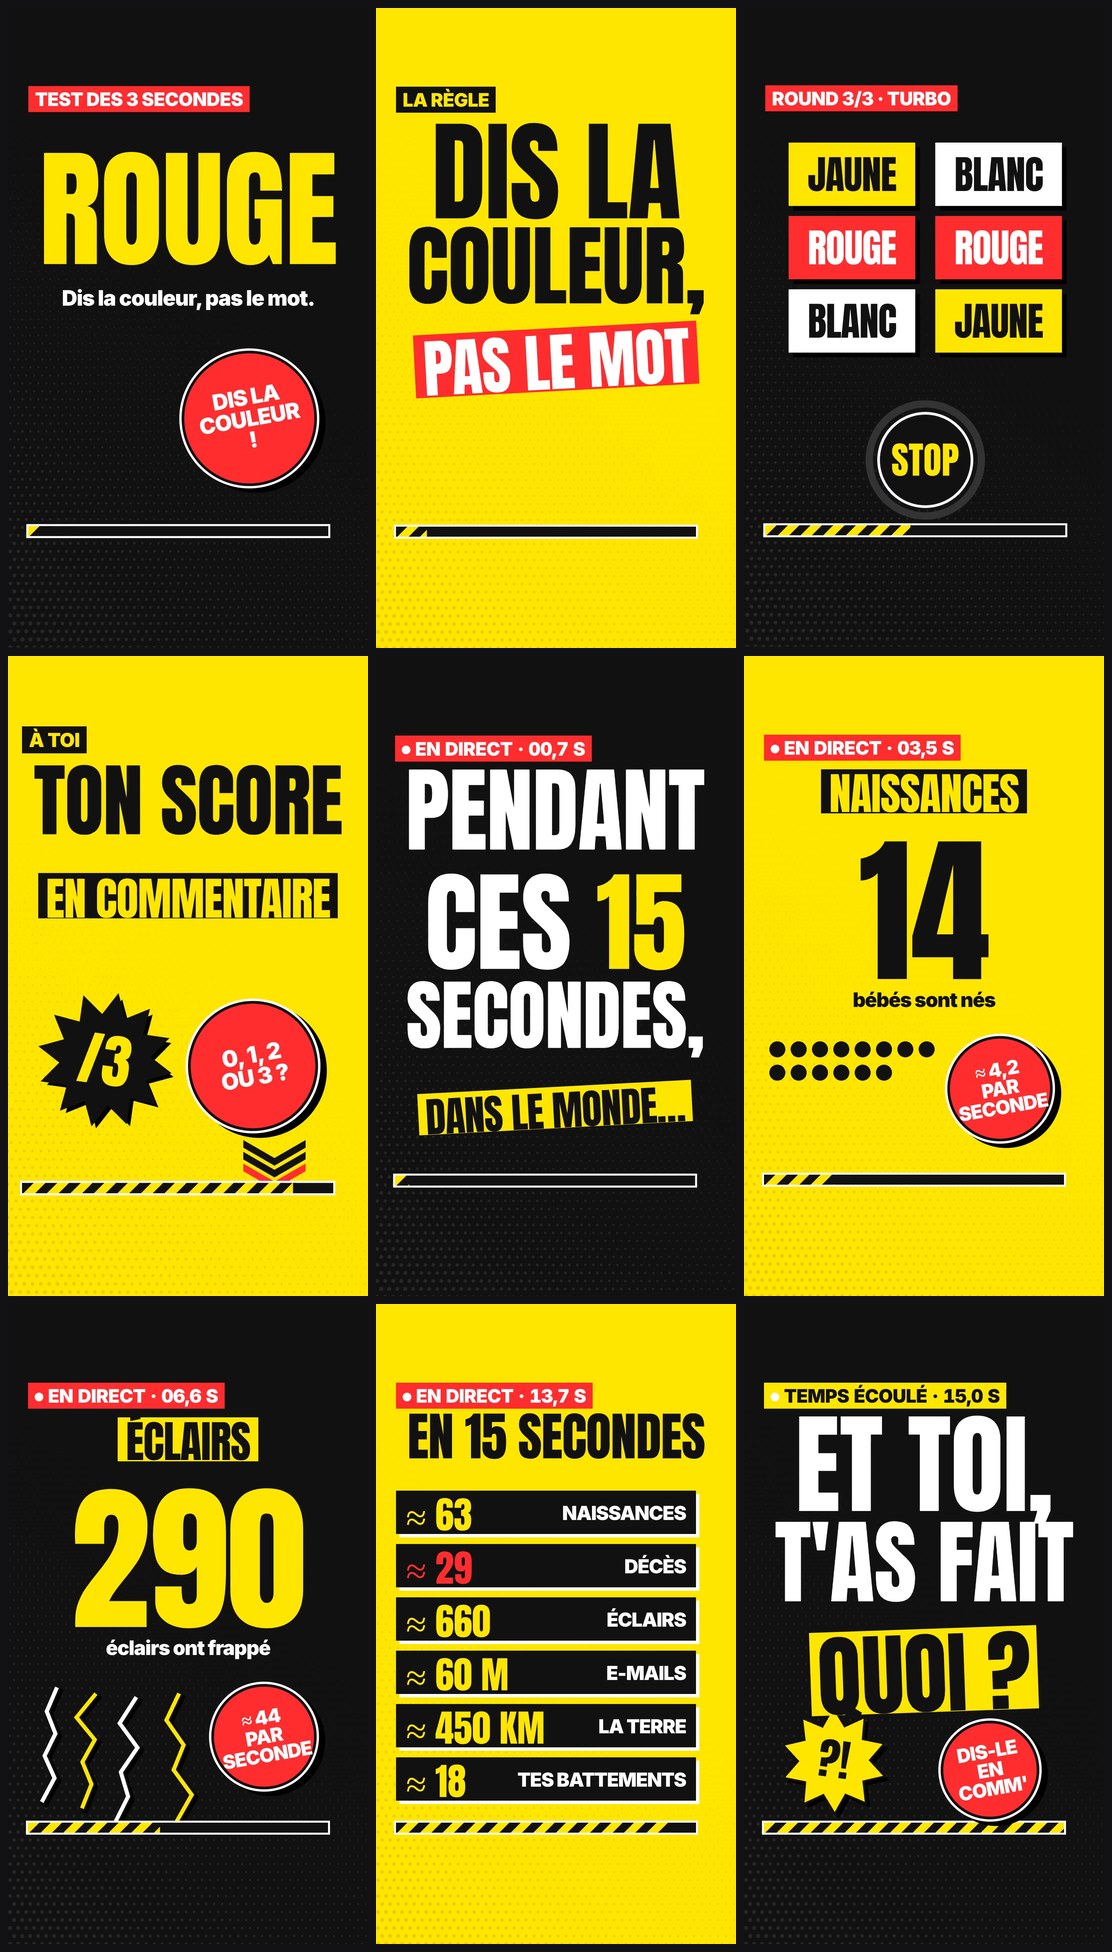 TEST DES 3 SECONDES
ROUGE
Dis la couleur, pas le mot.
DIS LA
COULEUR
!
LA RÈGLE
DIS LA
COULEUR,
PAS LE MOT
ROUND 3/3 · TURBO
JAUNE BLANC
ROUGE ROUGE
BLANC JAUNE
STOP
À TOI
TON SCORE
EN COMMENTAIRE
/3
0, 1, 2
OU 3 ?
EN DIRECT · 00,7 S
PENDANT
CES 15
SECONDES,
DANS LE MONDE...
EN DIRECT · 03,5 S
NAISSANCES
14
bébés sont nés
≈ 4,2
PAR
SECONDE
EN DIRECT · 06,6 S
ÉCLAIRS
290
éclairs ont frappé
≈ 44
PAR
SECONDE
EN DIRECT · 13,7 S
EN 15 SECONDES
≈ 63 NAISSANCES
≈ 29 DÉCÈS
≈ 660 ÉCLAIRS
≈ 60 M E-MAILS
≈ 450 KM LA TERRE
≈ 18 TES BATTEMENTS
TEMPS ÉCOULÉ · 15,0 S
ET TOI,
T'AS FAIT
QUOI ?
?!
DIS-LE
EN
COMM'